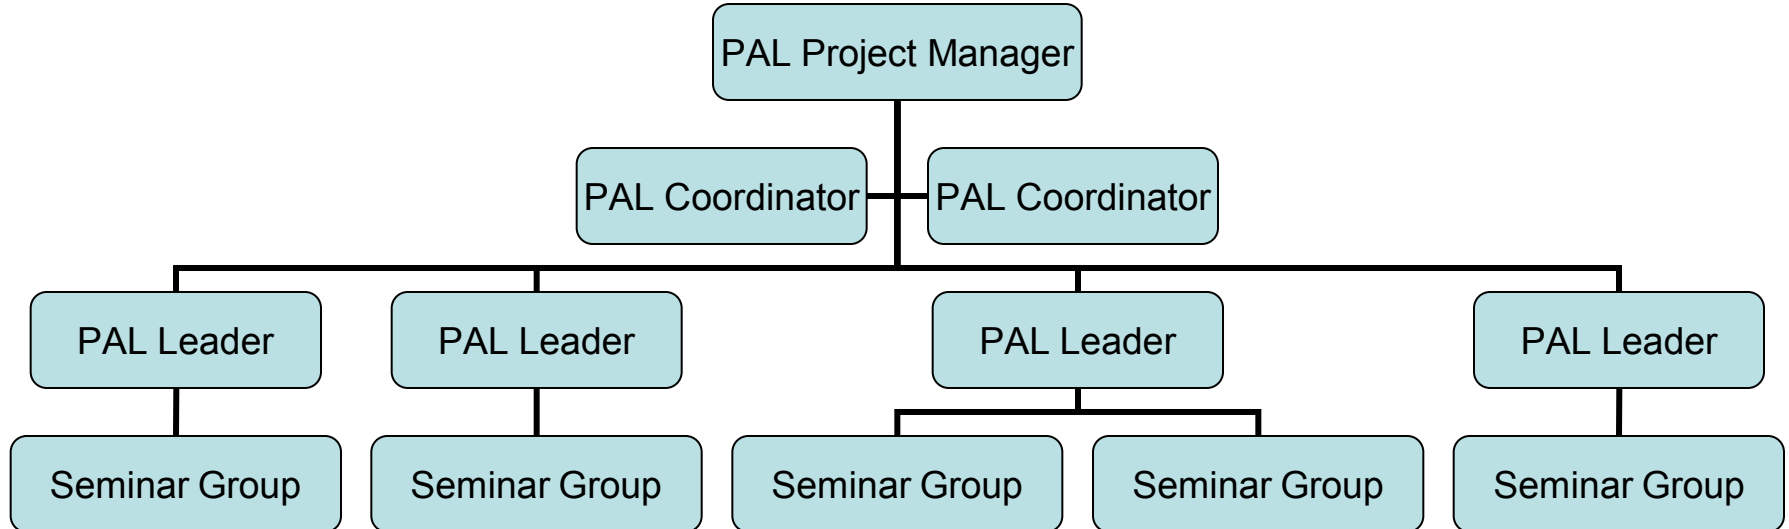 PAL Project Manager
PAL Coordinator
PAL Coordinator
PAL Leader
PAL Leader
PAL Leader
PAL Leader
Seminar Group
Seminar Group
Seminar Group
Seminar Group
Seminar Group